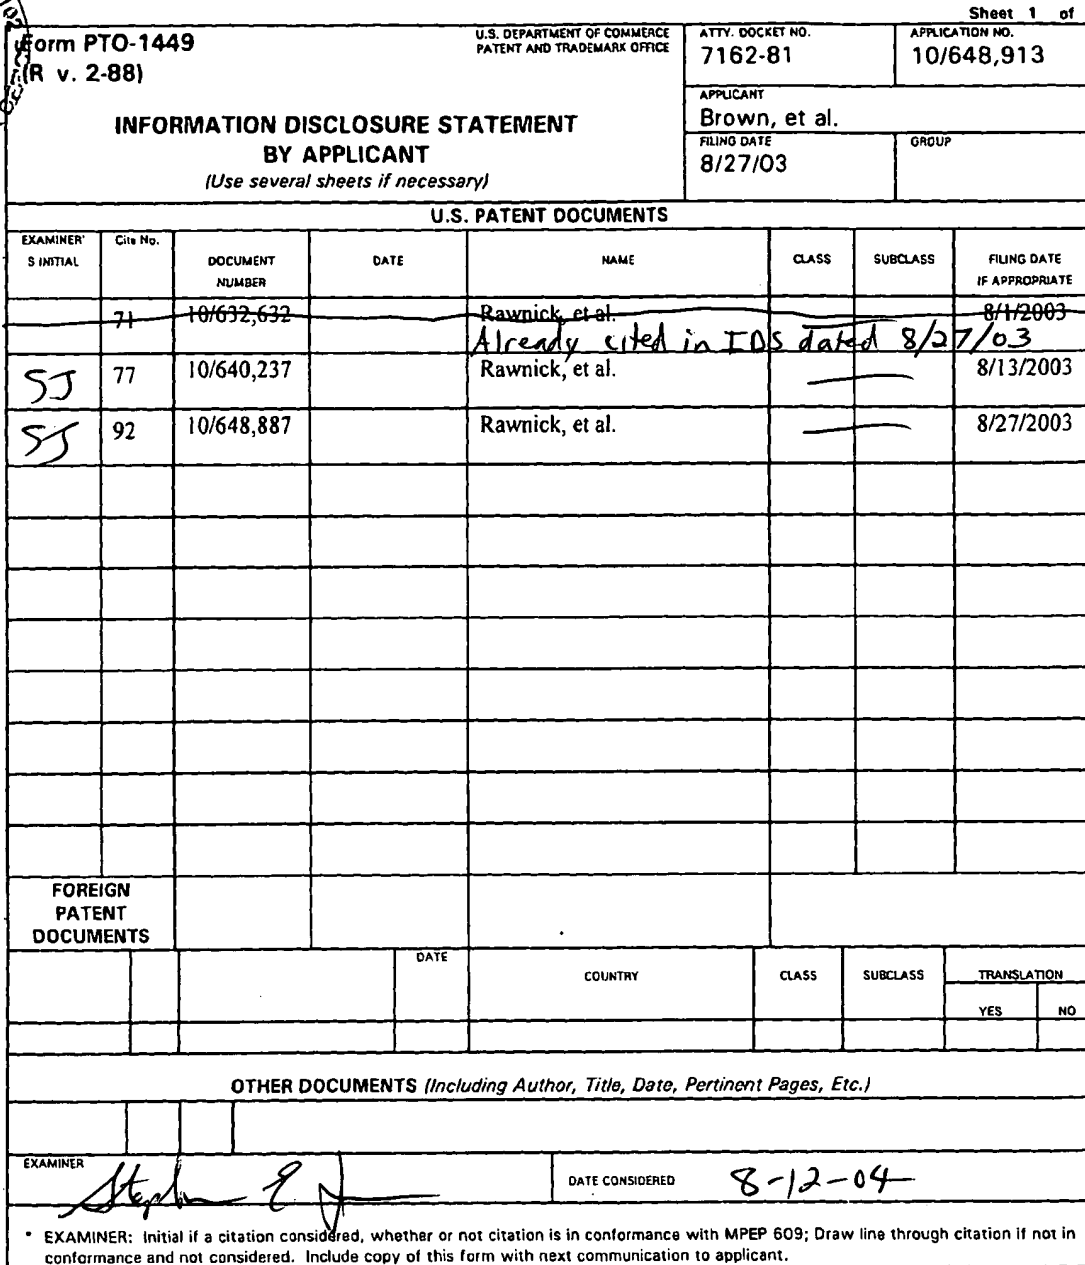 Sheet 1 of
Form PTO-1449
(R v. 2-88)
U.S. DEPARTMENT OF COMMERCE
PATENT AND TRADEMARK OFFICE
ATTY. DOCKET NO.
7162-81
APPLICATION NO.
10/648,913
INFORMATION DISCLOSURE STATEMENT
BY APPLICANT
(Use several sheets if necessary)
APPLICANT
Brown, et al.
FILING DATE
8/27/03
GROUP
U.S. PATENT DOCUMENTS
EXAMINER'
S INITIAL
Cite No.
DOCUMENT
NUMBER
DATE
NAME
CLASS
SUBCLASS
FILING DATE
IF APPROPRIATE
71 10/632,632 Rawnick, et al. 8/1/2003
Already cited in IDS dated 8/27/03
SJ 77 10/640,237 Rawnick, et al. 8/13/2003
SJ 92 10/648,887 Rawnick, et al. 8/27/2003
FOREIGN
PATENT
DOCUMENTS
DATE
COUNTRY
CLASS
SUBCLASS
TRANSLATION
YES
NO
OTHER DOCUMENTS (Including Author, Title, Date, Pertinent Pages, Etc.)
EXAMINER
Stephen E
DATE CONSIDERED
8-12-04
* EXAMINER: Initial if a citation considered, whether or not citation is in conformance with MPEP 609; Draw line through citation if not in
conformance and not considered. Include copy of this form with next communication to applicant.